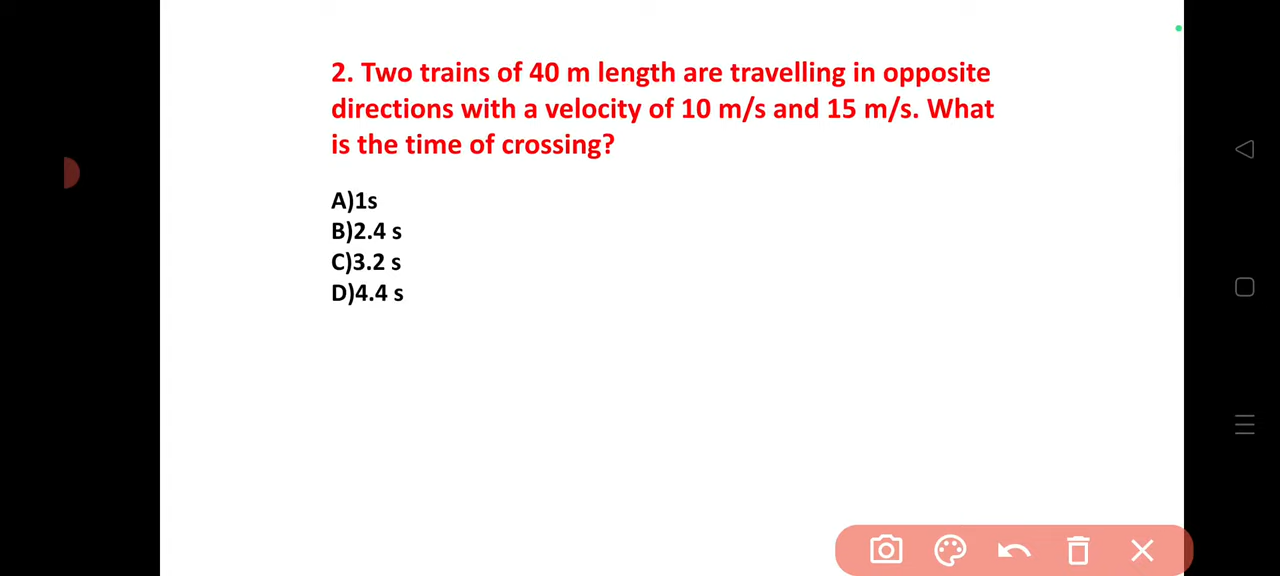 2. Two trains of 40 m length are travelling in opposite
directions with a velocity of 10 m/s and 15 m/s. What
is the time of crossing?
A)1s
B)2.4 s
C)3.2 s
D)4.4 s